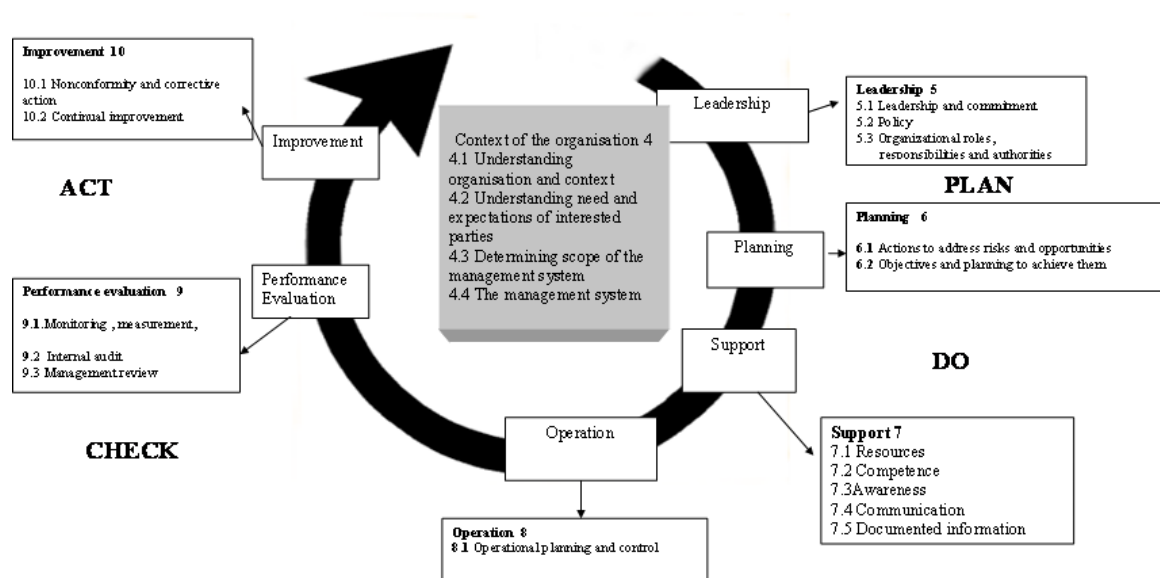 Improvement 10
10.1 Nonconformity and corrective
action
10.2 Continual improvement
ACT
Improvement
Leadership
Leadership 5
5.1 Leadership and commitment
5.2 Policy
5.3 Organizational roles,
responsibilities and authorities
PLAN
Context of the organisation 4
4.1 Understanding
organisation and context
4.2 Understanding need and
expectations of interested
parties
4.3 Determining scope of the
management system
4.4 The management system
Planning
Planning 6
6.1 Actions to address risks and opportunities
6.2 Objectives and planning to achieve them
Performance
Evaluation
Performance evaluation 9
9.1.Monitoring , measurement,
9.2 Internal audit
9.3 Management review
CHECK
Support
DO
Support 7
7.1 Resources
7.2 Competence
7.3Awareness
7.4 Communication
7.5 Documented information
Operation
Operation 8
8.1 Operational planning and control